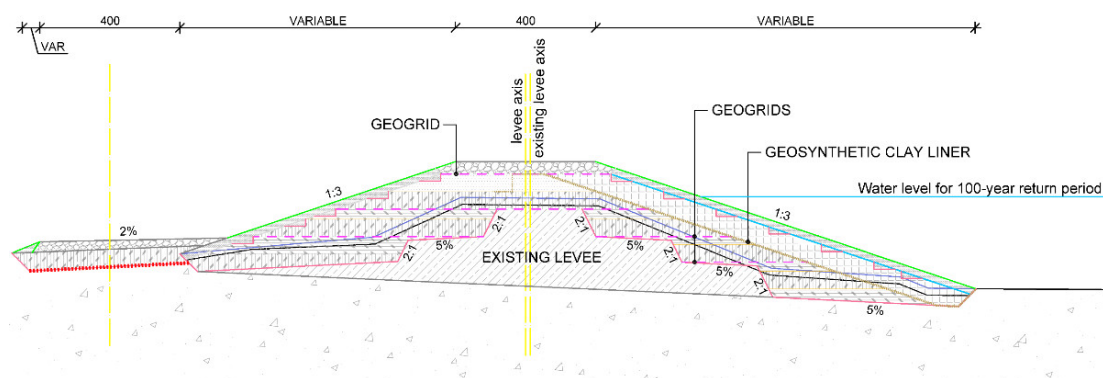 400
VARIABLE
400
VARIABLE
VAR
levee axis
existing levee axis
GEOGRID
GEOGRIDS
GEOSYNTHETIC CLAY LINER
Water level for 100-year return period
1:3
1:3
2%
2:1
5%
2:1
EXISTING LEVEE
2:1
5%
2:1
5%
2:1
5%